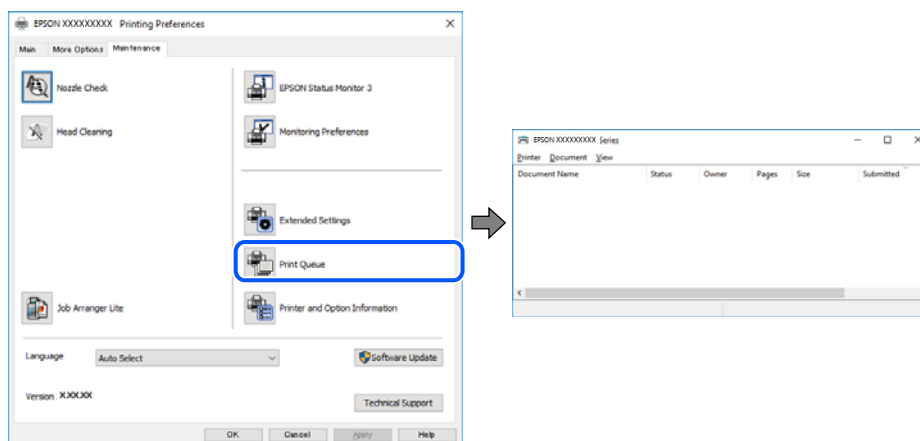 EPSON XXXXXXXXX Printing Preferences
Main More Options Maintenance
Nozzle Check
EPSON Status Monitor 3
Head Cleaning
Monitoring Preferences
Extended Settings
Print Queue
Job Arranger Lite
Printer and Option Information
Language Auto Select
Software Update
Version X.XX.XX
Technical Support
OK Cancel Apply Help
EPSON XXXXXXXXX Series
Printer Document View
Document Name Status Owner Pages Size Submitted